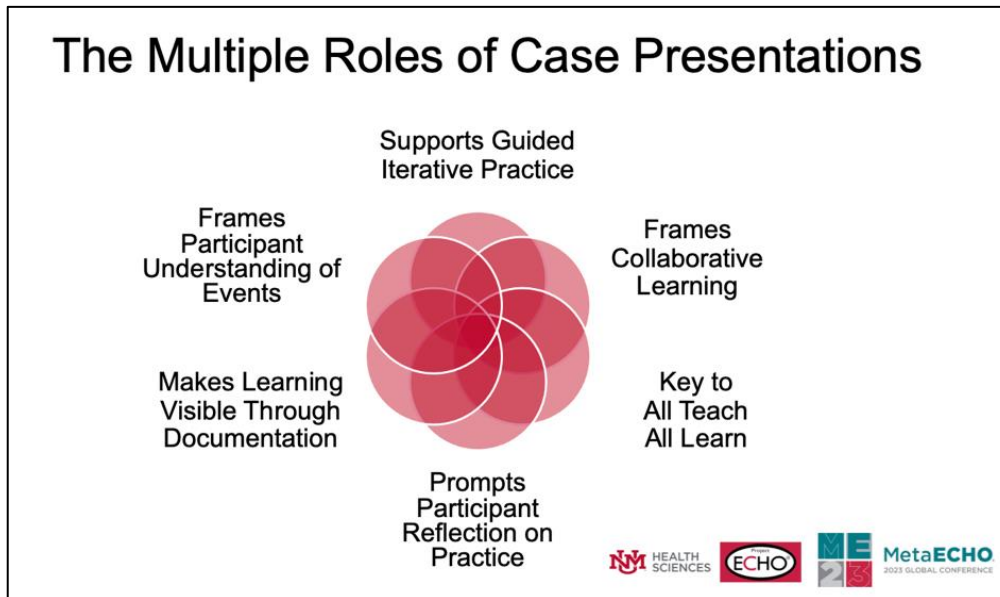 The Multiple Roles of Case Presentations
Supports Guided
Iterative Practice
Frames
Collaborative
Learning
Key to
All Teach
All Learn
Prompts
Participant
Reflection on
Practice
Makes Learning
Visible Through
Documentation
Frames
Participant
Understanding of
Events
UNM HEALTH
SCIENCES
Project
ECHO®
ME
23
MetaECHO
2023 GLOBAL CONFERENCE